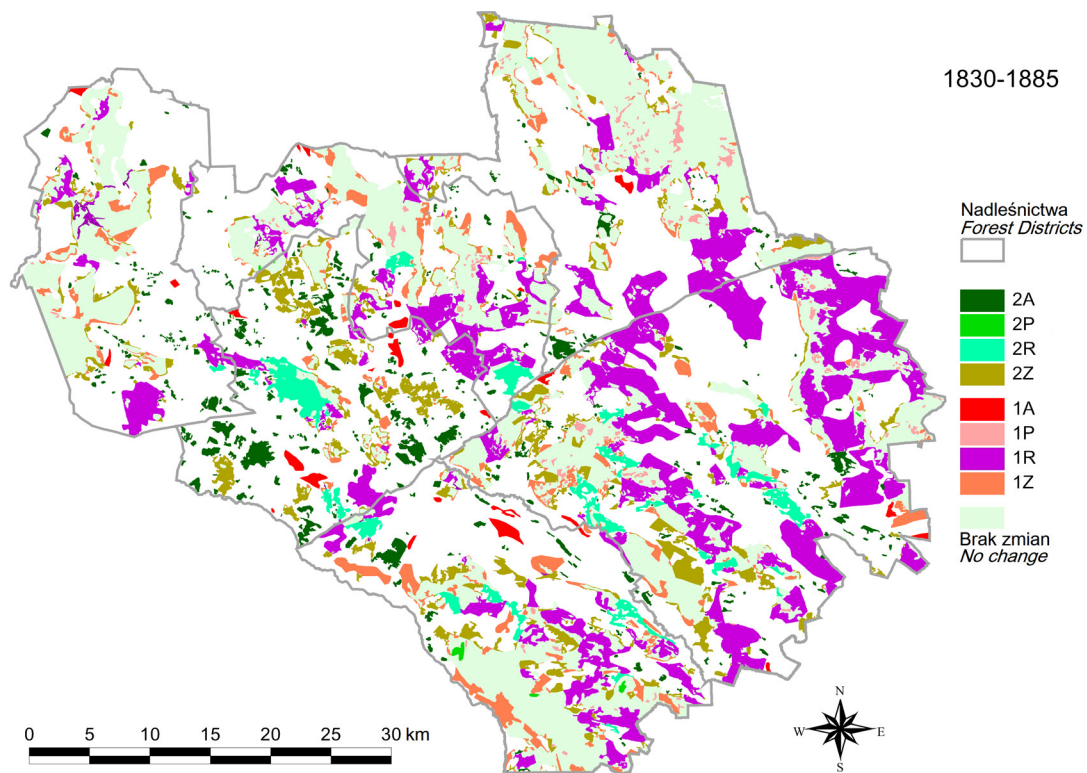 1830-1885
Nadleśnictwa
Forest Districts
2A
2P
2R
2Z
1A
1P
1R
1Z
Brak zmian
No change
N
W E
S
0 5 10 15 20 25 30 km